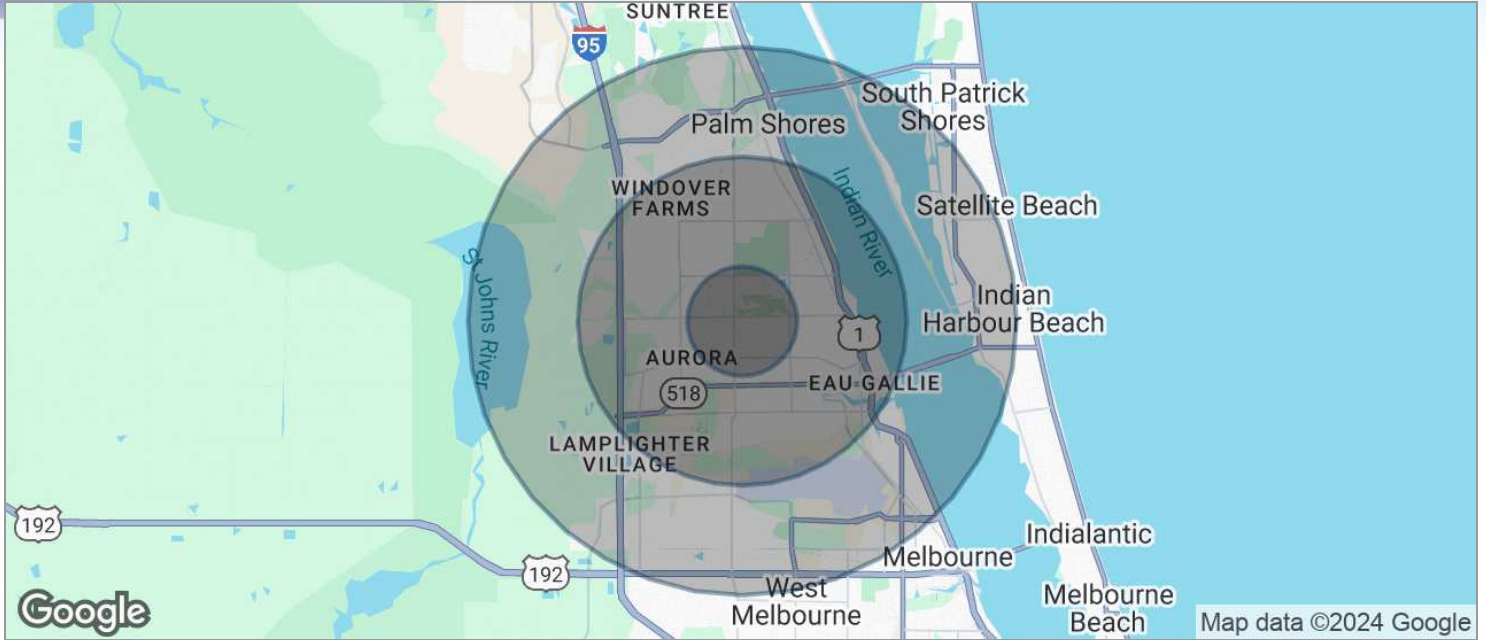 SUNTREE
95
South Patrick
Shores
Palm Shores
WINDOVER
FARMS
Indian River
Satellite Beach
St Johns River
Indian
Harbour Beach
1
AURORA
518
EAU GALLIE
LAMPLIGHTER
VILLAGE
192
Indialantic
Melbourne
192
West
Melbourne
Melbourne
Beach
Google
Map data ©2024 Google